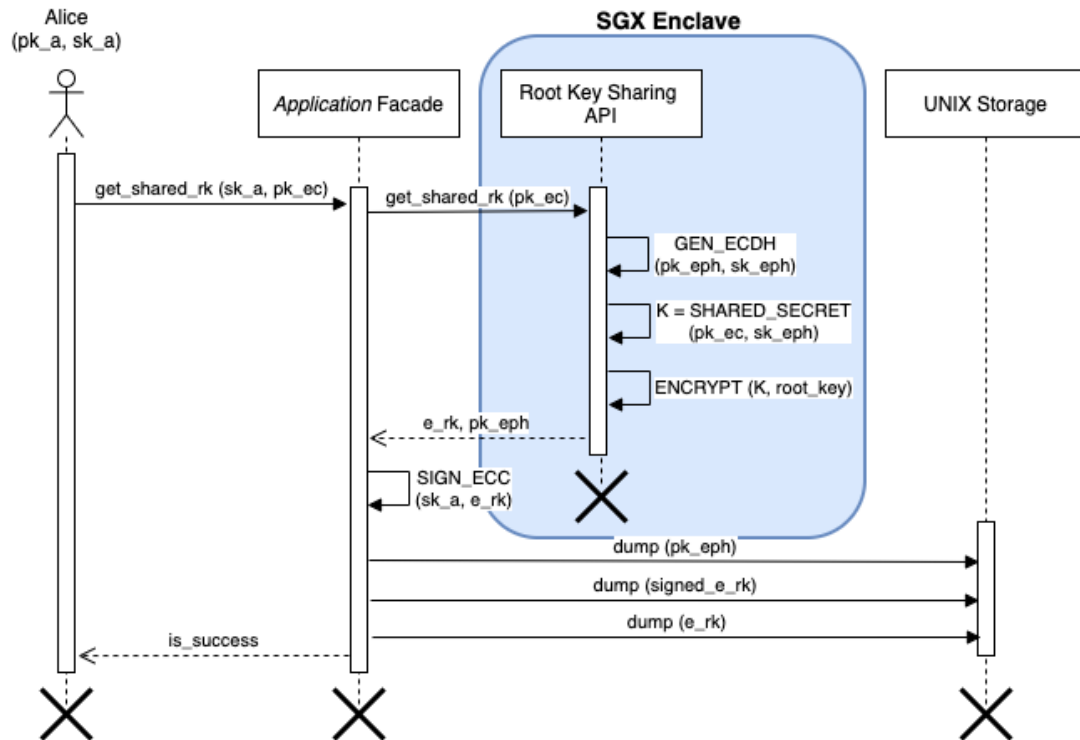 Alice
(pk_a, sk_a)
SGX Enclave
Application Facade
Root Key Sharing
API
UNIX Storage
get_shared_rk (sk_a, pk_ec)
get_shared_rk (pk_ec)
GEN_ECDH
(pk_eph, sk_eph)
K = SHARED_SECRET
(pk_ec, sk_eph)
ENCRYPT (K, root_key)
e_rk, pk_eph
SIGN_ECC
(sk_a, e_rk)
dump (pk_eph)
dump (signed_e_rk)
dump (e_rk)
is_success